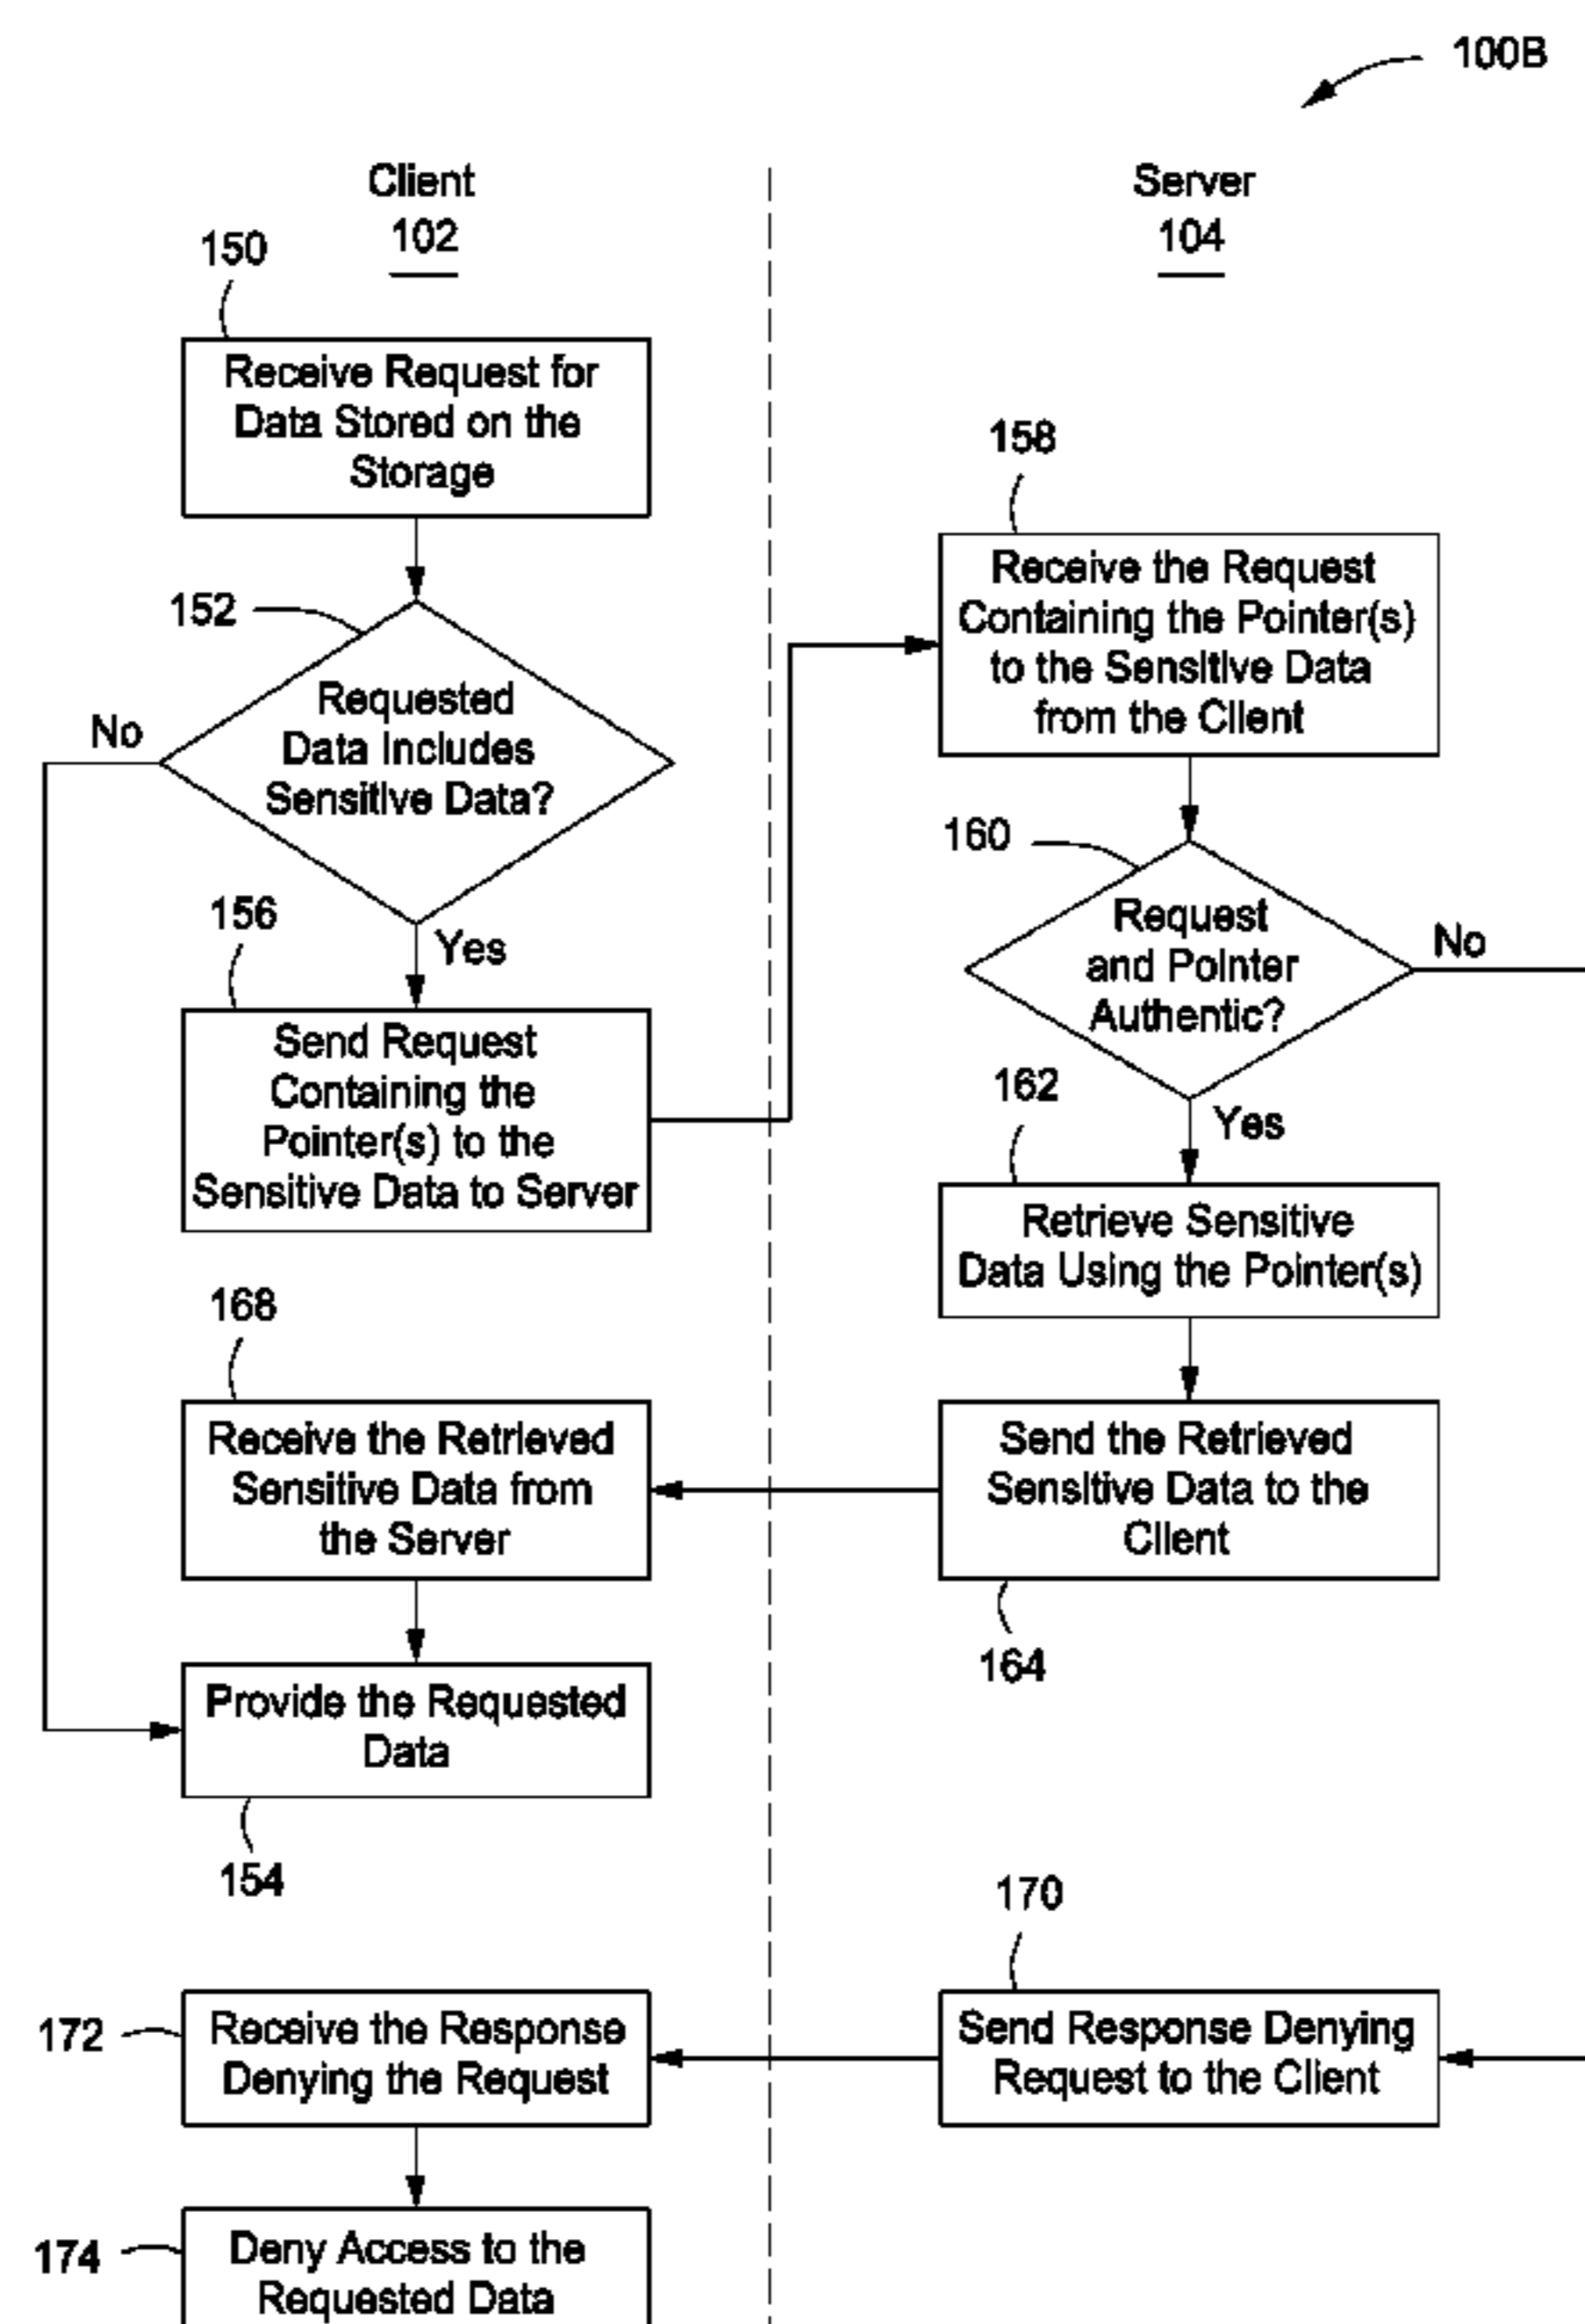 100B
Client
102
Server
104
150
Receive Request for
Data Stored on the
Storage
152
Requested
Data Includes
Sensitive Data?
No
Yes
156
Send Request
Containing the
Pointer(s) to the
Sensitive Data to Server
158
Receive the Request
Containing the Pointer(s)
to the Sensitive Data
from the Client
160
Request
and Pointer
Authentic?
No
Yes
162
Retrieve Sensitive
Data Using the Pointer(s)
168
Receive the Retrieved
Sensitive Data from
the Server
Send the Retrieved
Sensitive Data to the
Client
164
Provide the Requested
Data
154
170
Send Response Denying
Request to the Client
172
Receive the Response
Denying the Request
174
Deny Access to the
Requested Data